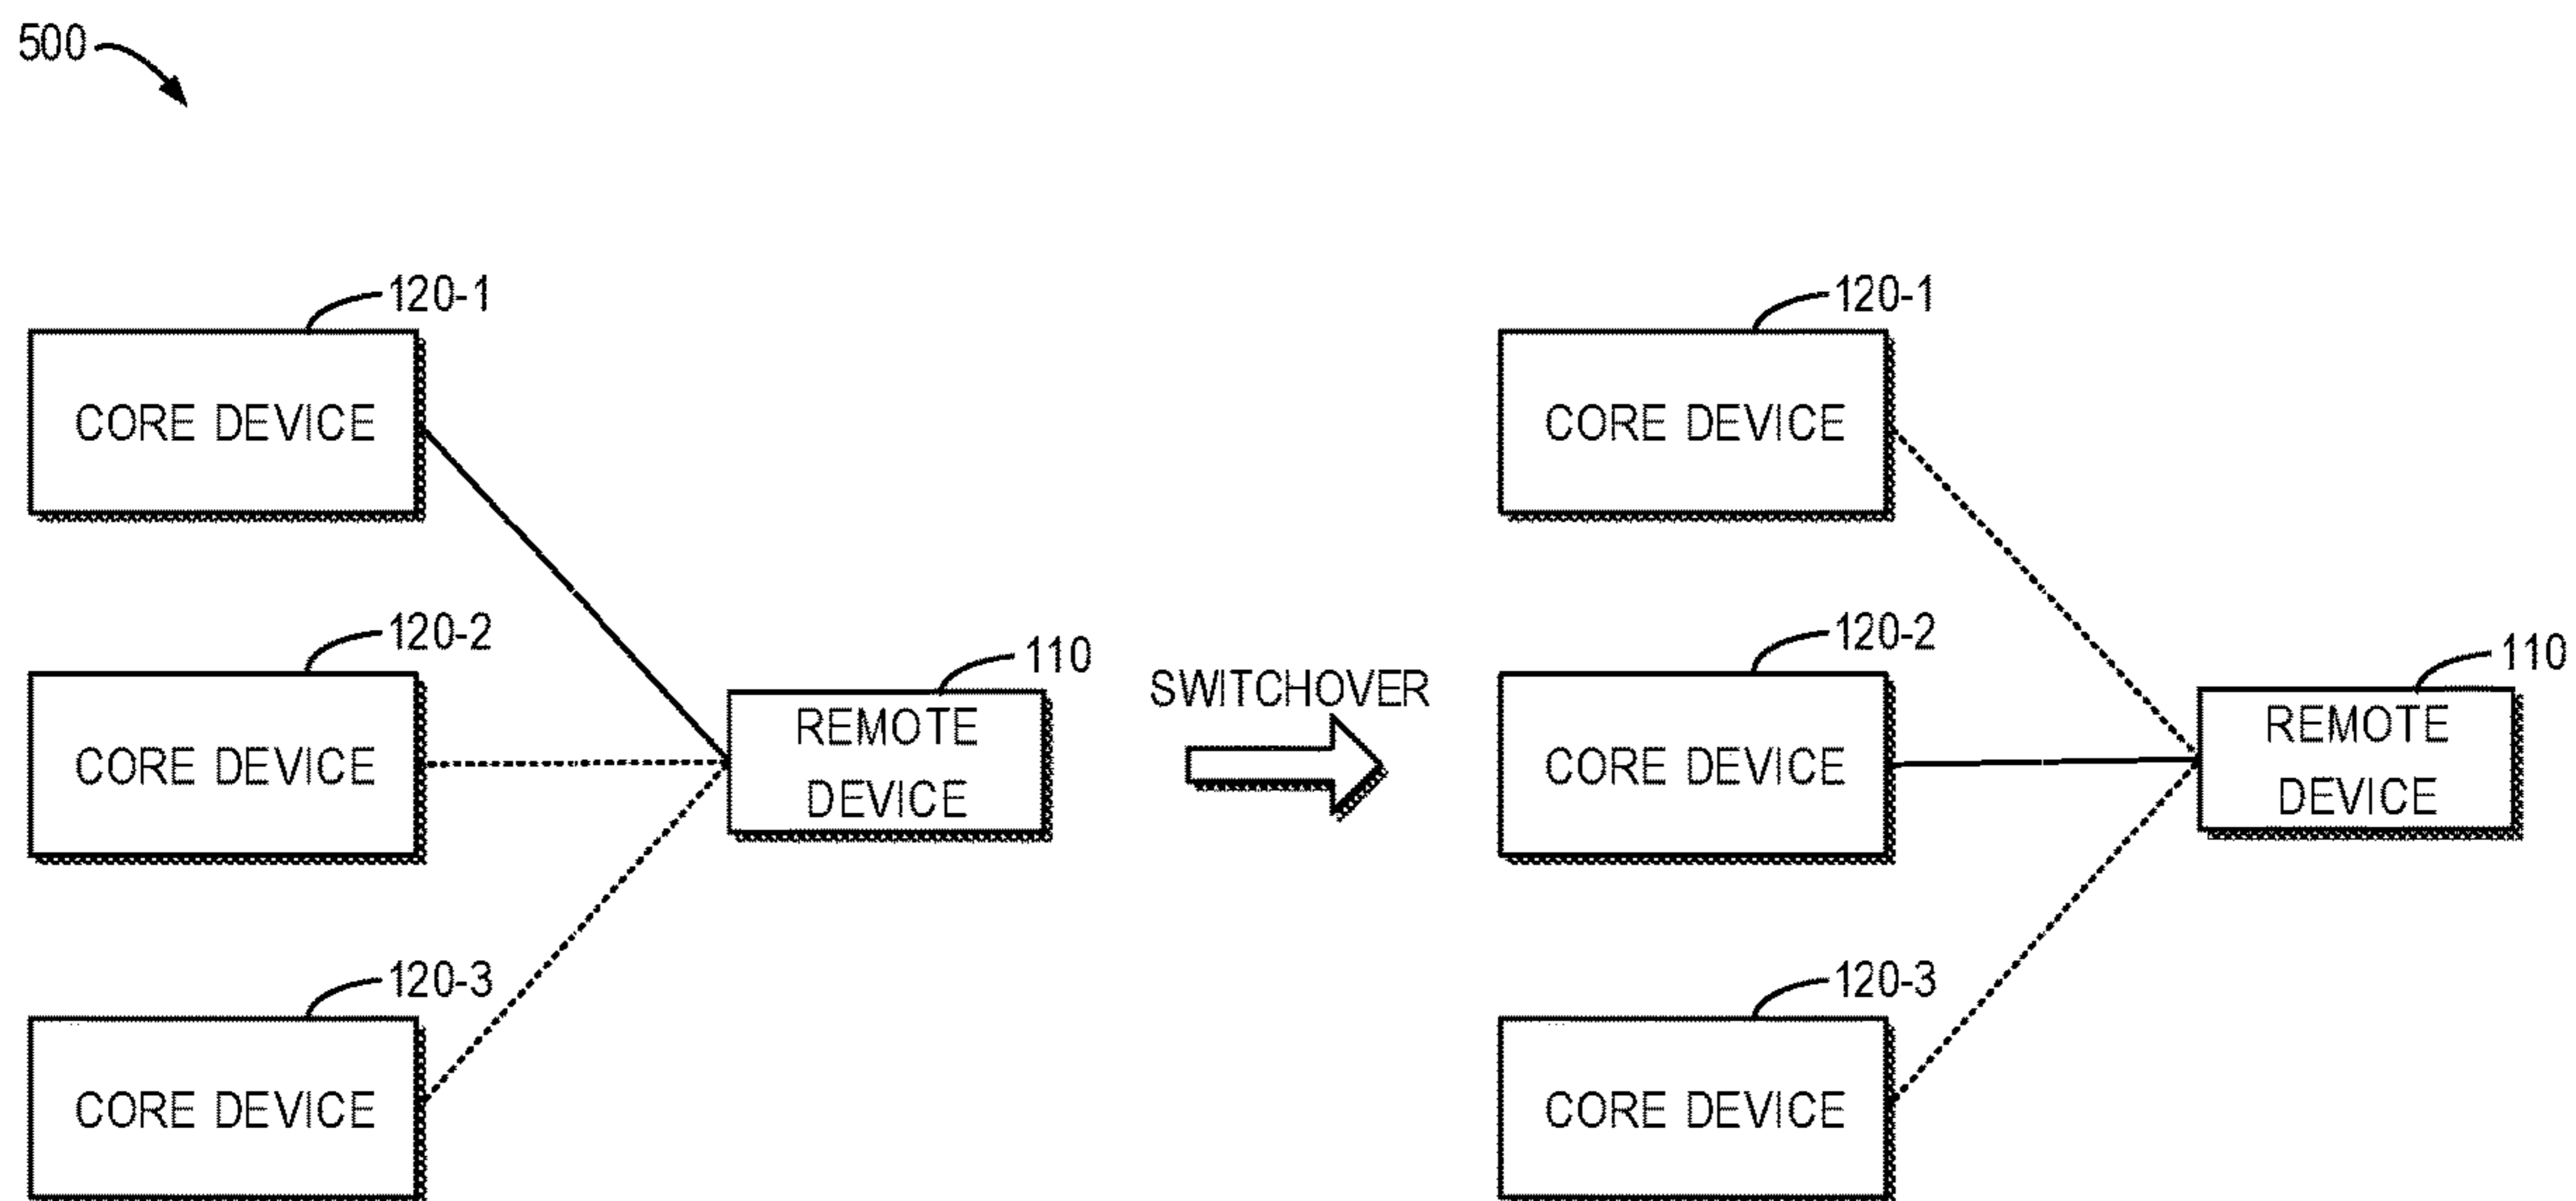 500
120-1
CORE DEVICE
120-2
CORE DEVICE
120-3
CORE DEVICE
110
REMOTE
DEVICE
SWITCHOVER
120-1
CORE DEVICE
120-2
CORE DEVICE
120-3
CORE DEVICE
110
REMOTE
DEVICE